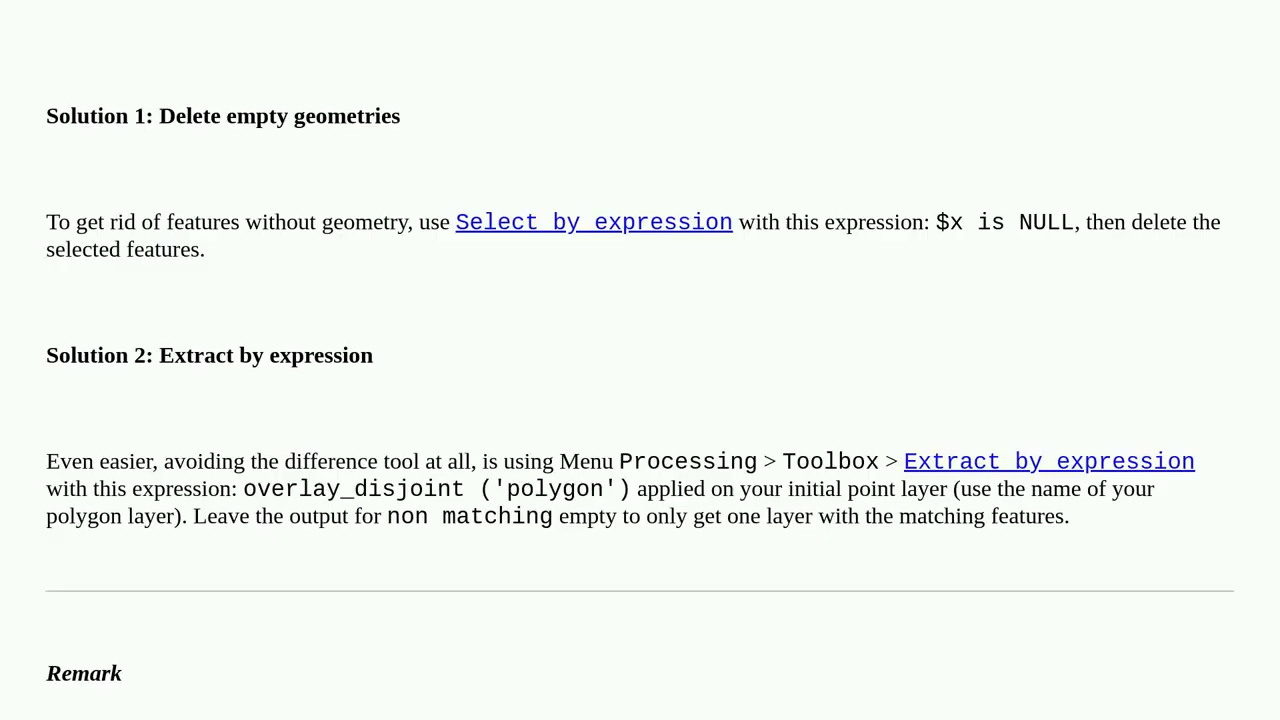 Solution 1: Delete empty geometries
To get rid of features without geometry, use Select by expression with this expression: $x is NULL, then delete the
selected features.
Solution 2: Extract by expression
Even easier, avoiding the difference tool at all, is using Menu Processing > Toolbox > Extract by expression
with this expression: overlay_disjoint ('polygon') applied on your initial point layer (use the name of your
polygon layer). Leave the output for non matching empty to only get one layer with the matching features.
Remark